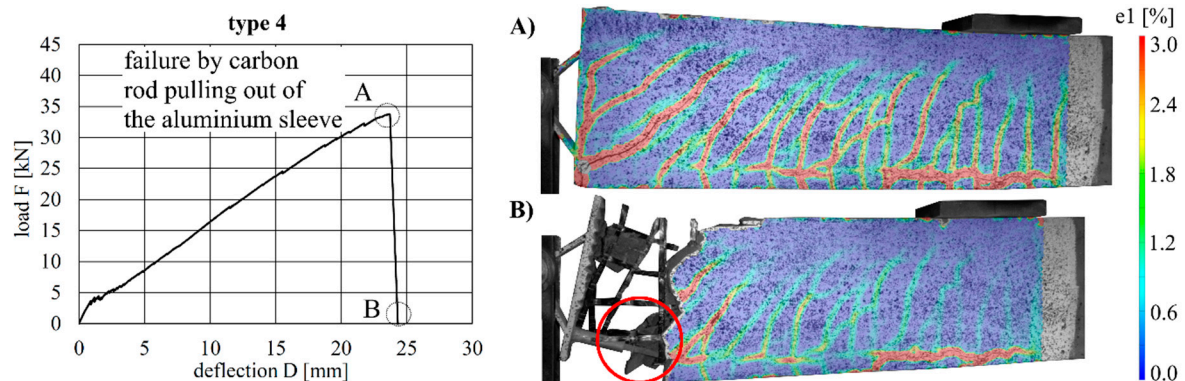 type 4
45
40
35
30
25
20
15
10
5
0
load F [kN]
failure by carbon
rod pulling out of
the aluminium sleeve
A
B
0 5 10 15 20 25 30
deflection D [mm]
A)
B)
e1 [%]
3.0
2.4
1.8
1.2
0.6
0.0